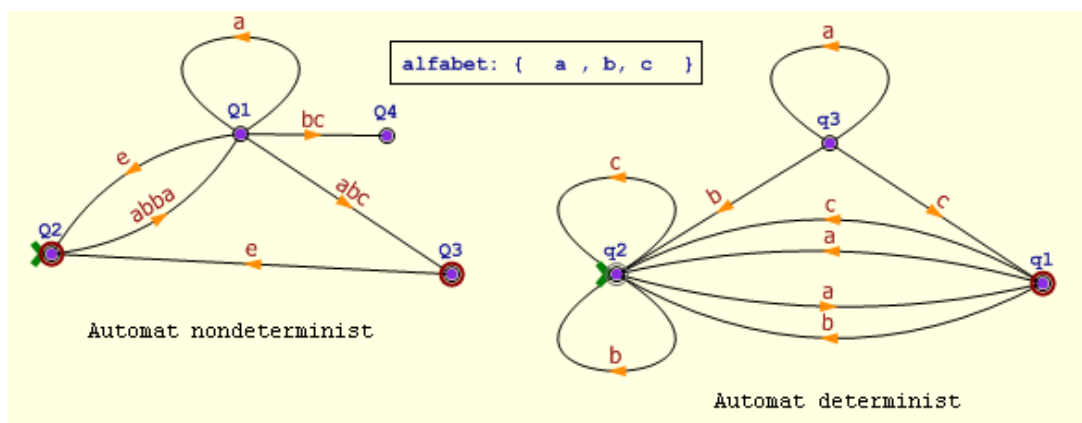 a
alfabet: { a , b, c }
a
Q1
bc
Q4
q3
e
abba
abc
c
b
c
c
Q2
e
Q3
q2
a
q1
a
b
Automat nondeterminist
b
Automat determinist